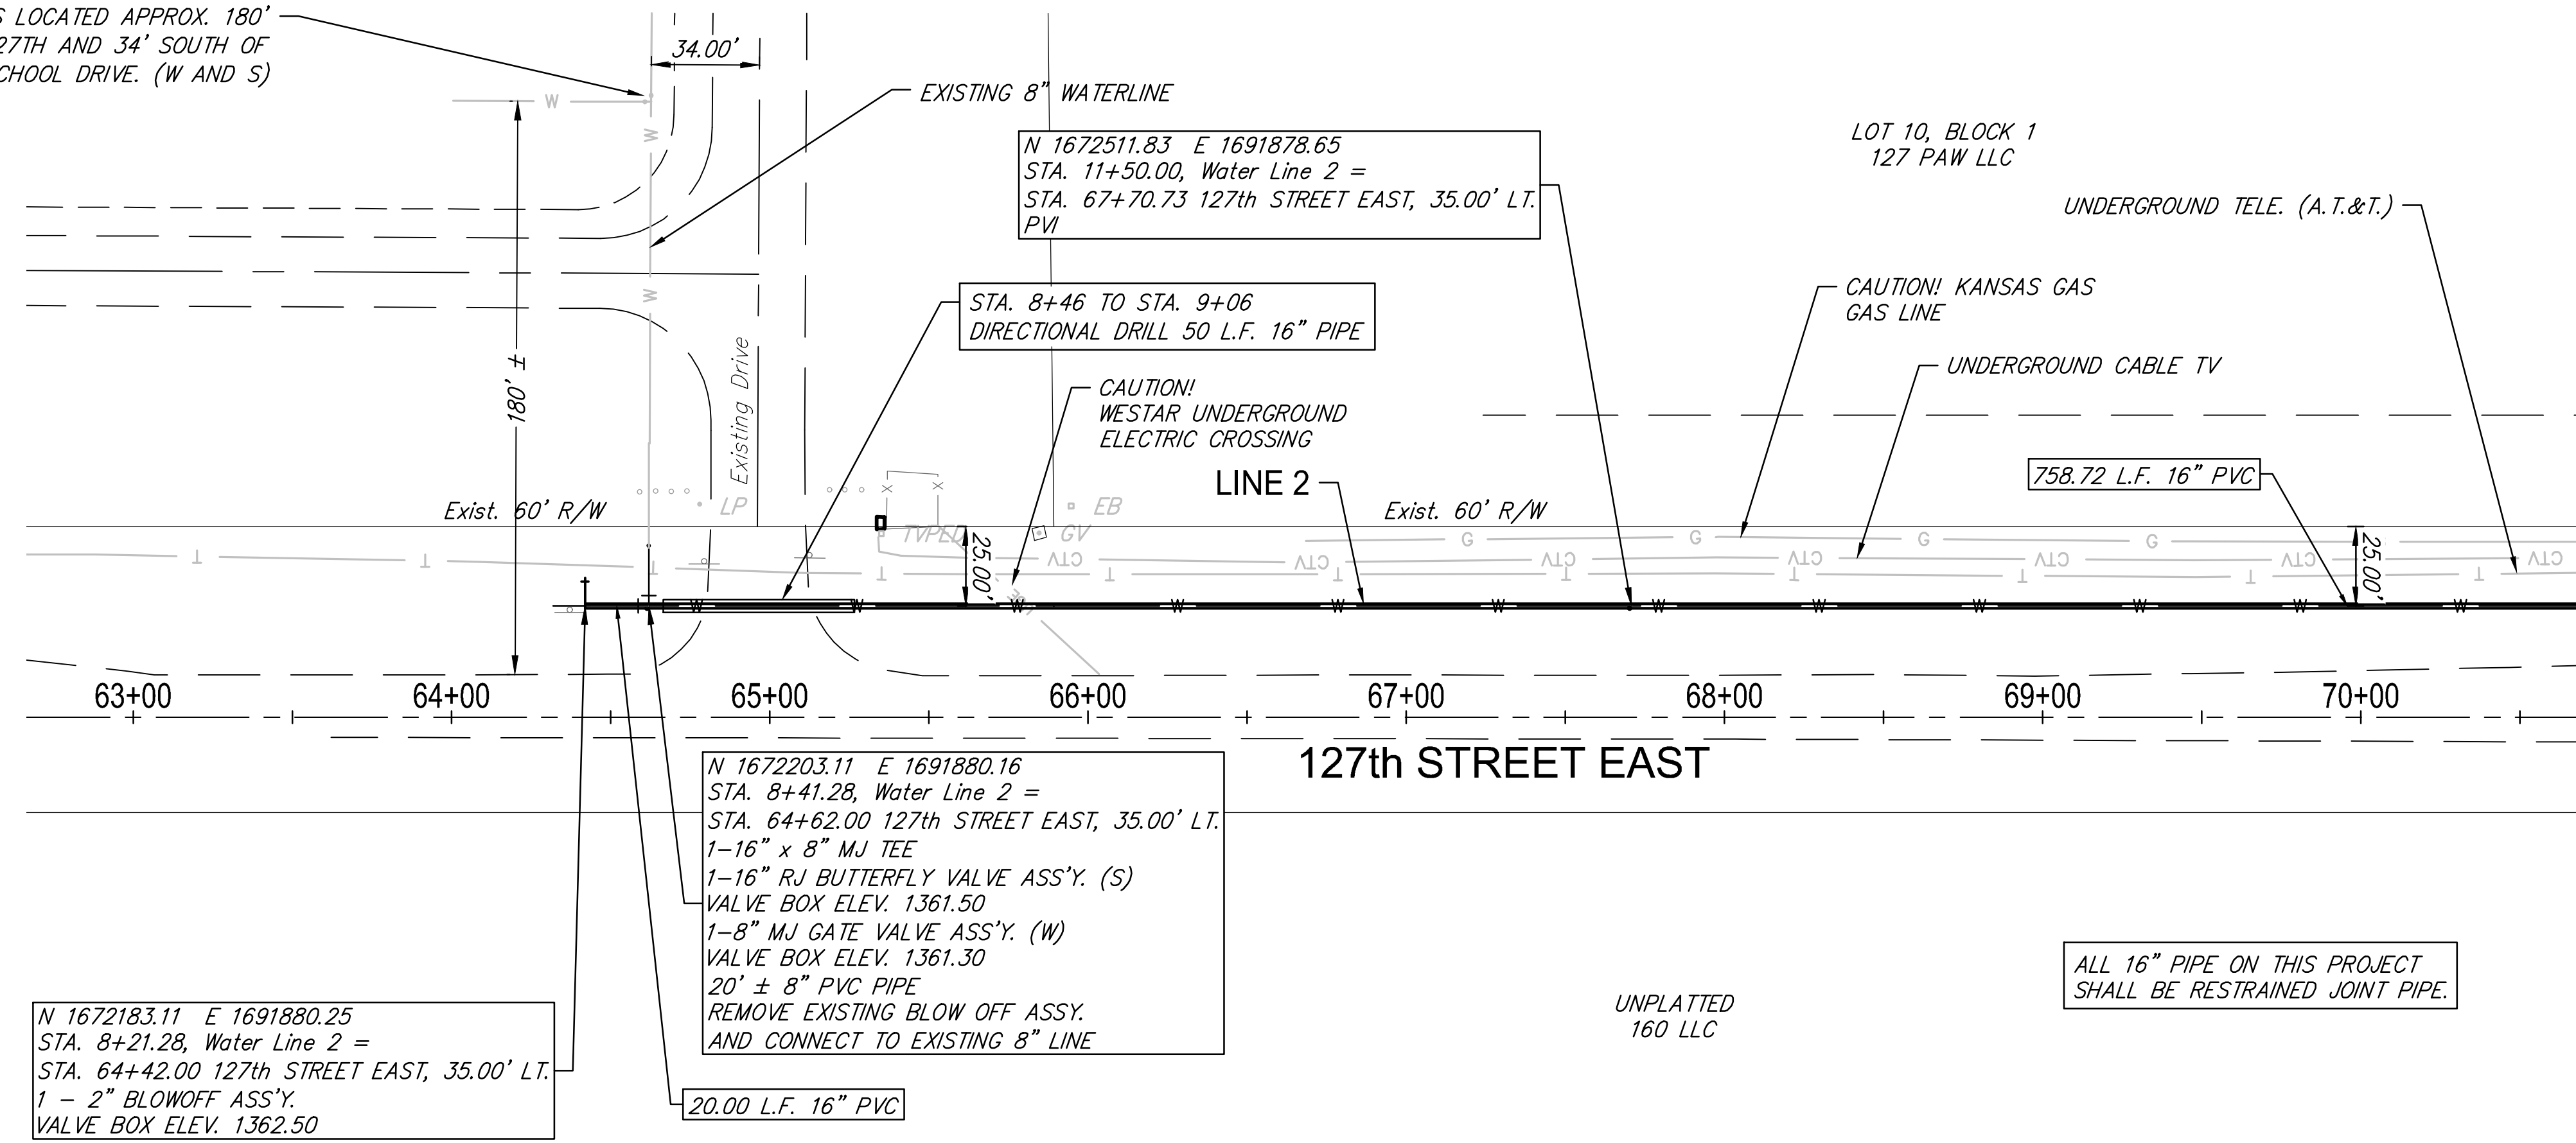 S LOCATED APPROX. 180'
27TH AND 34' SOUTH OF
CHOOL DRIVE. (W AND S)
34.00'
EXISTING 8" WATERLINE
W
W
W
N 1672511.83 E 1691878.65
STA. 11+50.00, Water Line 2 =
STA. 67+70.73 127th STREET EAST, 35.00' LT.
PVI
LOT 10, BLOCK 1
127 PAW LLC
UNDERGROUND TELE. (A.T.&T.)
STA. 8+46 TO STA. 9+06
DIRECTIONAL DRILL 50 L.F. 16" PIPE
CAUTION! KANSAS GAS
GAS LINE
UNDERGROUND CABLE TV
180' ±
Existing Drive
CAUTION!
WESTAR UNDERGROUND
ELECTRIC CROSSING
LINE 2
758.72 L.F. 16" PVC
Exist. 60' R/W
LP
X X
EB
Exist. 60' R/W
TVPED
GV
25.00'
G G G G
25.00'
CTV CTV CTV CTV CTV CTV CTV
T T T T T T T T T T T
W W W W W W W W W W W W
63+00 64+00 65+00 66+00 67+00 68+00 69+00 70+00
127th STREET EAST
N 1672203.11 E 1691880.16
STA. 8+41.28, Water Line 2 =
STA. 64+62.00 127th STREET EAST, 35.00' LT.
1-16" x 8" MJ TEE
1-16" RJ BUTTERFLY VALVE ASS'Y. (S)
VALVE BOX ELEV. 1361.50
1-8" MJ GATE VALVE ASS'Y. (W)
VALVE BOX ELEV. 1361.30
20' ± 8" PVC PIPE
REMOVE EXISTING BLOW OFF ASSY.
AND CONNECT TO EXISTING 8" LINE
N 1672183.11 E 1691880.25
STA. 8+21.28, Water Line 2 =
STA. 64+42.00 127th STREET EAST, 35.00' LT.
1 - 2" BLOWOFF ASS'Y.
VALVE BOX ELEV. 1362.50
20.00 L.F. 16" PVC
UNPLATTED
160 LLC
ALL 16" PIPE ON THIS PROJECT
SHALL BE RESTRAINED JOINT PIPE.